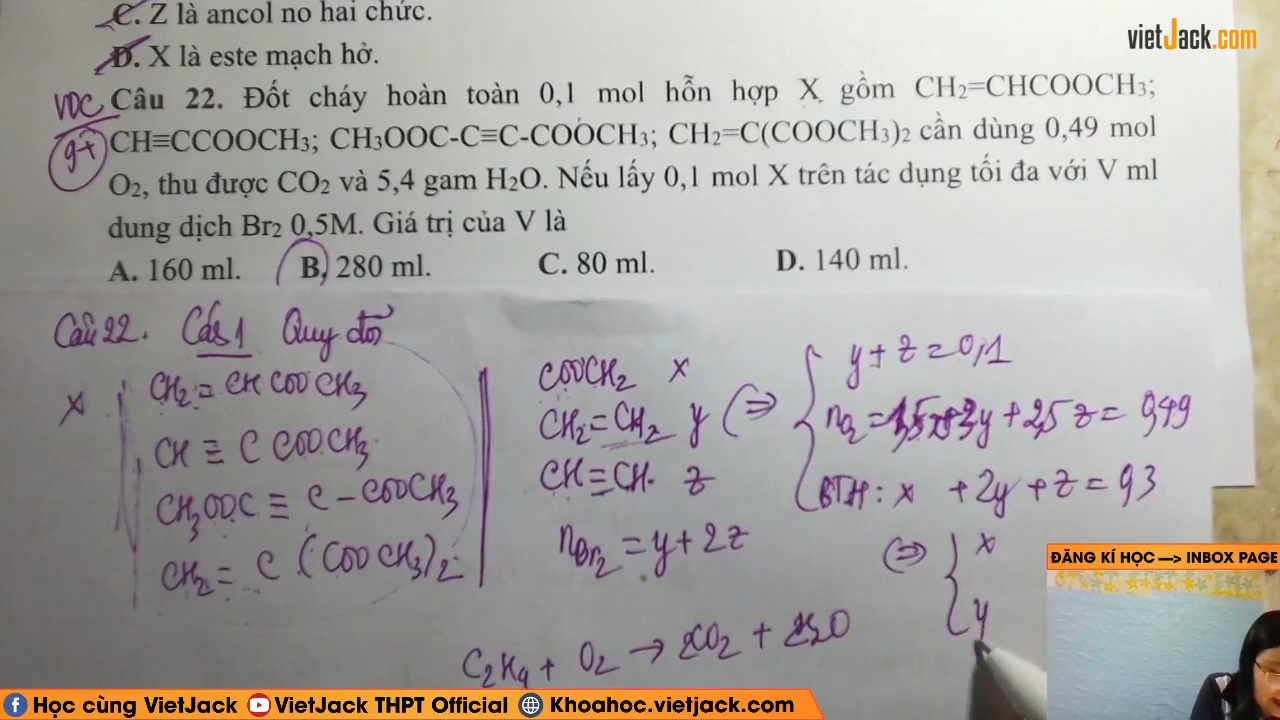 C. Z là ancol no hai chức.
vietJack.com
D. X là este mạch hở.
VDC Câu 22. Đốt cháy hoàn toàn 0,1 mol hỗn hợp X gồm CH2=CHCOOCH3;
9+ CH≡CCOOCH3; CH3OOC-C≡C-COOCH3; CH2=C(COOCH3)2 cần dùng 0,49 mol
O2, thu được CO2 và 5,4 gam H2O. Nếu lấy 0,1 mol X trên tác dụng tối đa với V ml
dung dịch Br2 0,5M. Giá trị của V là
A. 160 ml. B. 280 ml. C. 80 ml. D. 140 ml.
Câu 22. Cách 1 Quy đổi
X
CH2 = CH COO CH3
CH ≡ C COOCH3
CH3OOC ≡ C - COOCH3
CH2 = C (COO CH3)2
COOCH2 x
CH2 = CH2 y
CH ≡ CH z
nBr2 = y + 2z
(=>
y + z = 0,1
nO2 = 1,5x + 3y + 2,5 z = 0,49
BTH: x + 2y + z = 0,3
(=>) x
y
C2H4 + O2 → 2CO2 + 2H2O
ĐĂNG KÍ HỌC —> INBOX PAGE
Học cùng VietJack VietJack THPT Official Khoahoc.vietjack.com